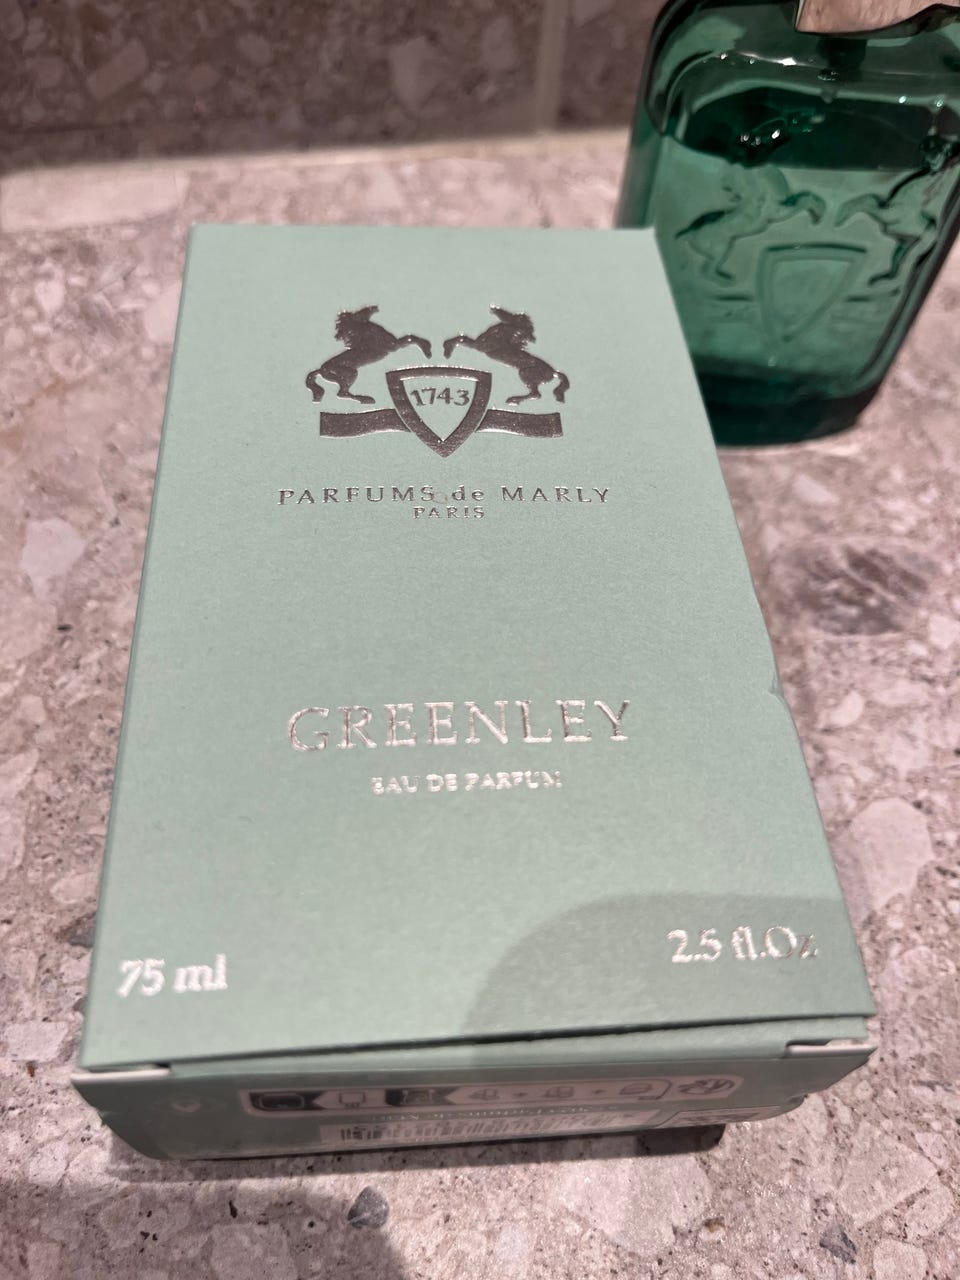 1743
PARFUMS de MARLY
PARIS
GREENLEY
EAU DE PARFUM
75 ml
2.5 fl.Oz